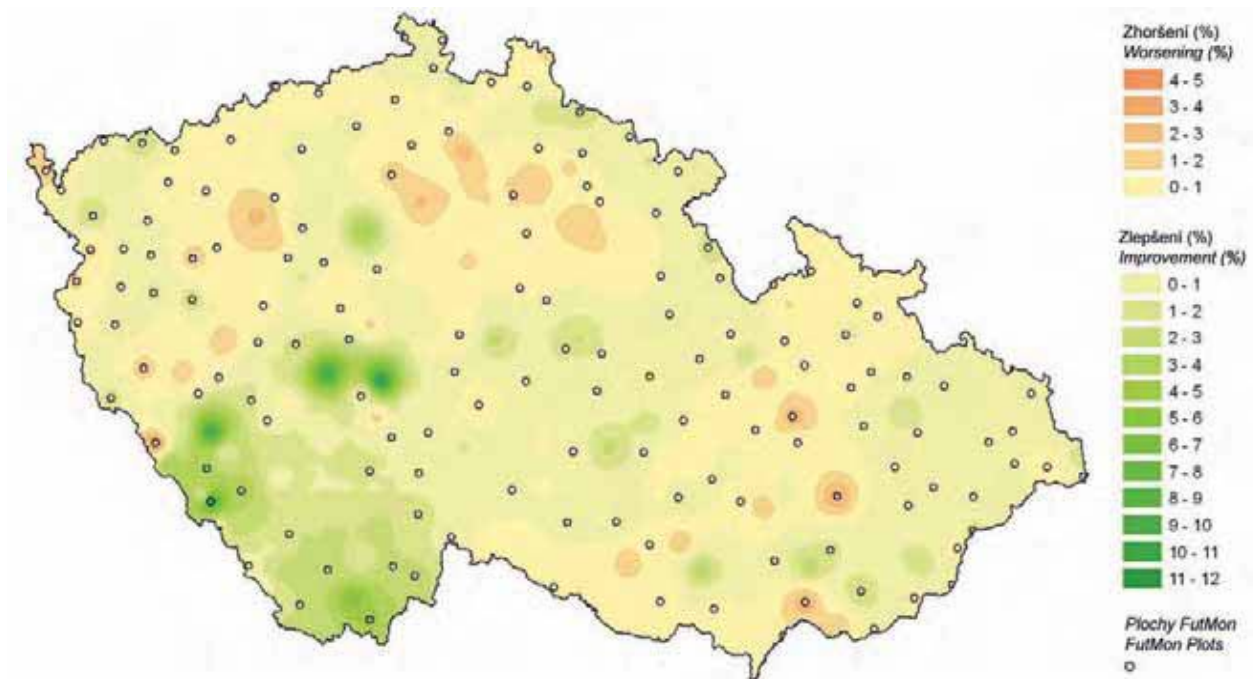 Zhoršení (%)
Worsening (%)
4 - 5
3 - 4
2 - 3
1 - 2
0 - 1
Zlepšení (%)
Improvement (%)
0 - 1
1 - 2
2 - 3
3 - 4
4 - 5
5 - 6
6 - 7
7 - 8
8 - 9
9 - 10
10 - 11
11 - 12
Plochy FutMon
FutMon Plots